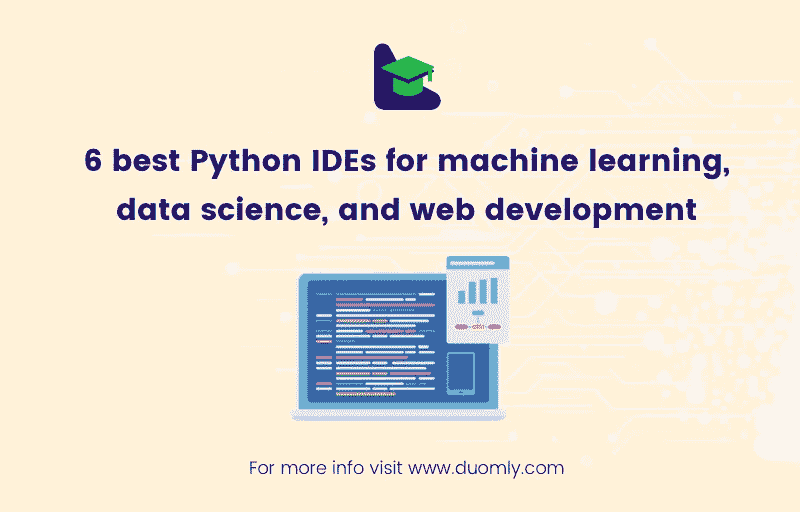 6 best Python IDEs for machine learning,
data science, and web development
For more info visit www.duomly.com